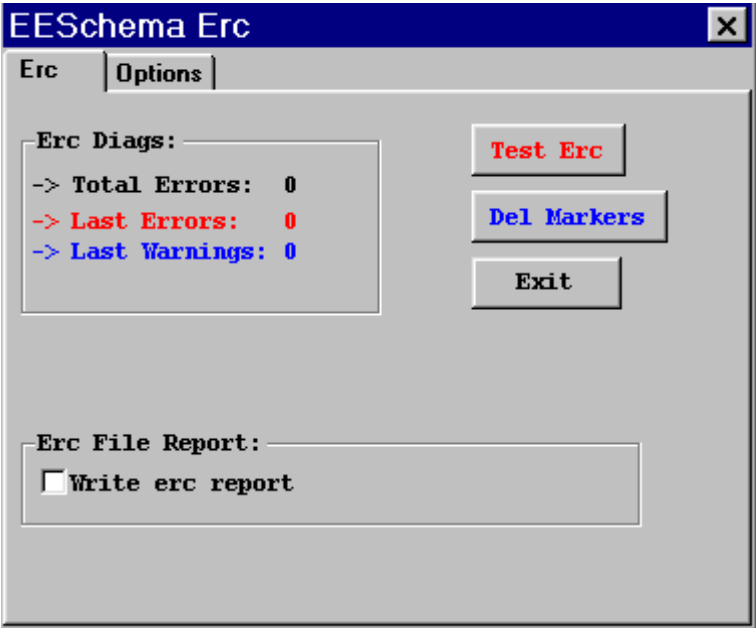 EESchema Erc
Erc Options
Erc Diags:
-> Total Errors: 0
-> Last Errors: 0
-> Last Warnings: 0
Test Erc
Del Markers
Exit
Erc File Report:
Write erc report